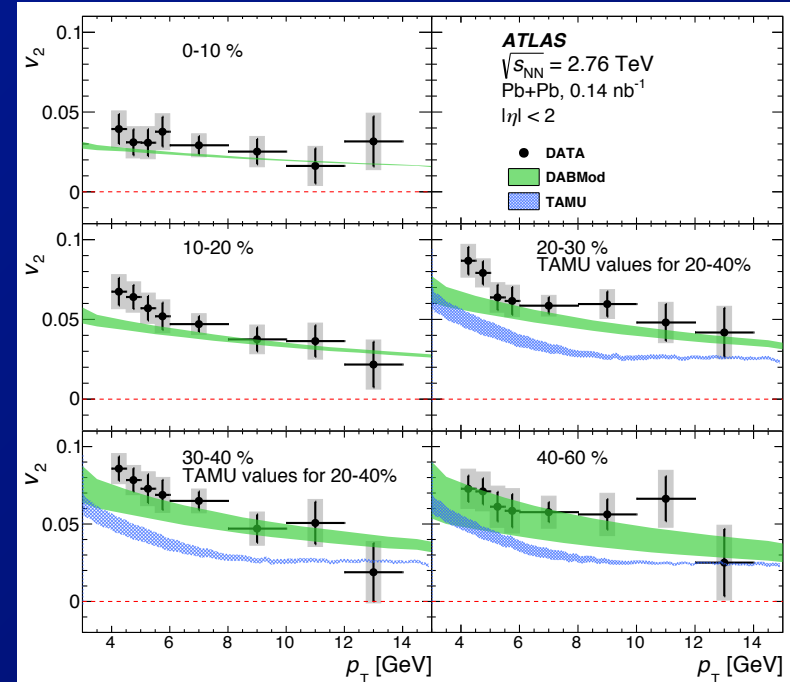 v₂
0.1
0.05
0
0-10 %
ATLAS
√sNN = 2.76 TeV
Pb+Pb, 0.14 nb⁻¹
|η| < 2
DATA
DABMod
TAMU
v₂
0.1
0.05
0
10-20 %
20-30 %
TAMU values for 20-40%
v₂
0.1
0.05
0
30-40 %
TAMU values for 20-40%
40-60 %
4 6 8 10 12 14
pT [GeV]
4 6 8 10 12 14
pT [GeV]